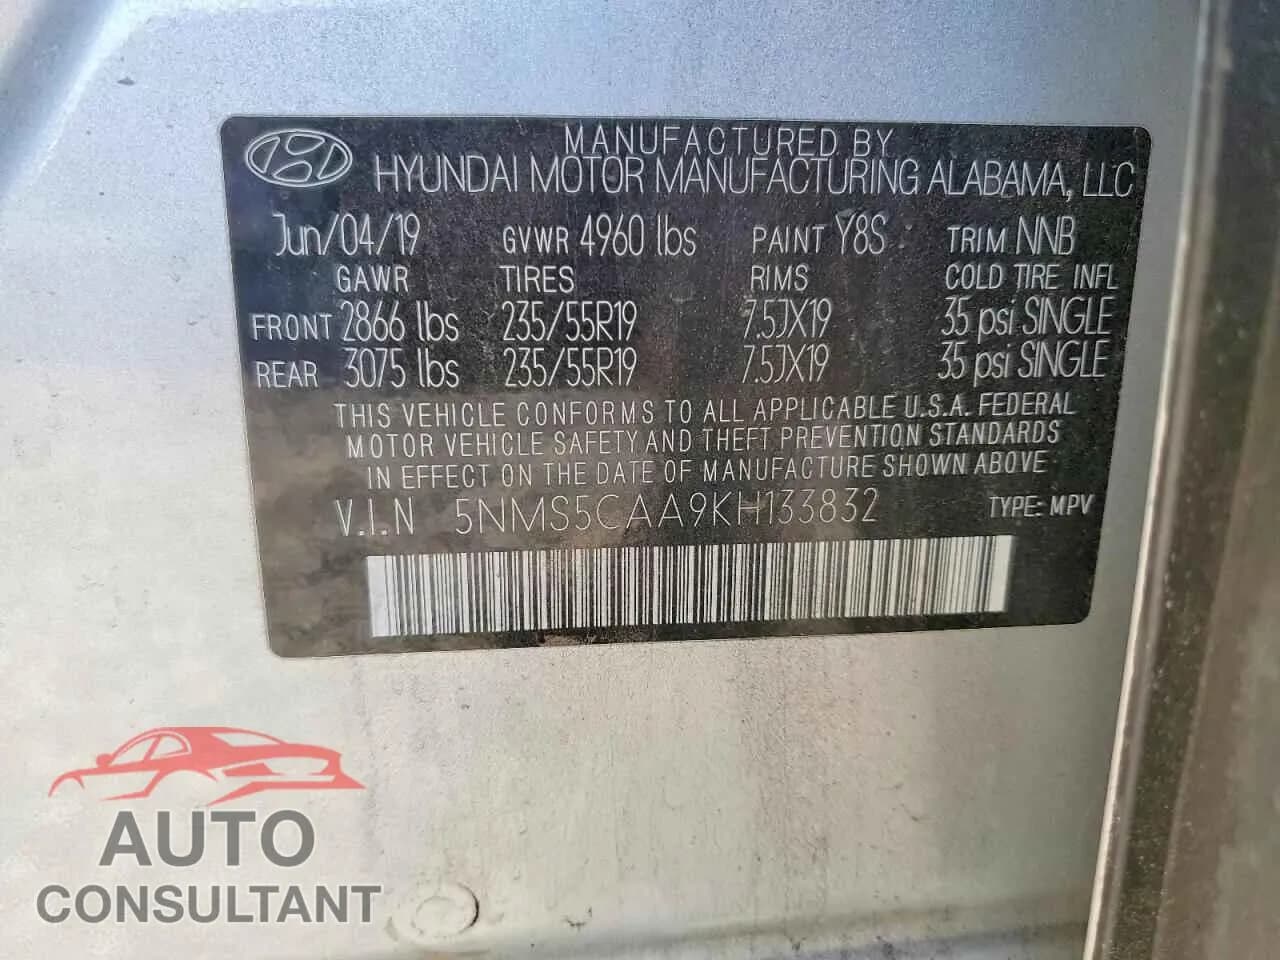 MANUFACTURED BY
HYUNDAI MOTOR MANUFACTURING ALABAMA, LLC
Jun/04/19 GVWR 4960 lbs PAINT Y8S TRIM NNB
GAWR TIRES RIMS COLD TIRE INFL
FRONT 2866 lbs 235/55R19 7.5JX19 35 psi SINGLE
REAR 3075 lbs 235/55R19 7.5JX19 35 psi SINGLE
THIS VEHICLE CONFORMS TO ALL APPLICABLE U.S.A. FEDERAL
MOTOR VEHICLE SAFETY AND THEFT PREVENTION STANDARDS
IN EFFECT ON THE DATE OF MANUFACTURE SHOWN ABOVE
V.I.N 5NMS5CAA9KH133832 TYPE: MPV
AUTO
CONSULTANT